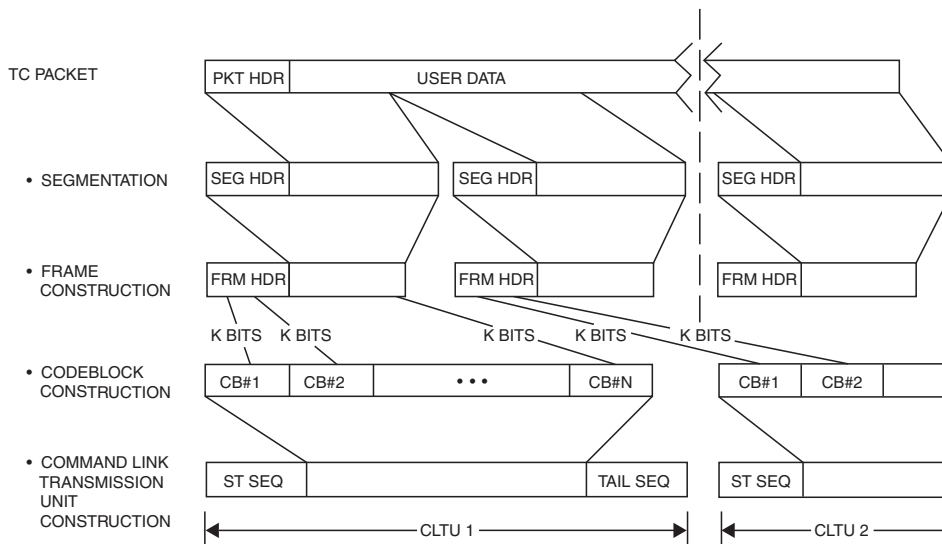 TC PACKET
PKT HDR
USER DATA
• SEGMENTATION
SEG HDR
SEG HDR
SEG HDR
• FRAME
CONSTRUCTION
FRM HDR
FRM HDR
FRM HDR
K BITS
K BITS
K BITS
K BITS
K BITS
• CODEBLOCK
CONSTRUCTION
CB#1
CB#2
• • •
CB#N
CB#1
CB#2
• COMMAND LINK
TRANSMISSION
UNIT
CONSTRUCTION
ST SEQ
TAIL SEQ
ST SEQ
CLTU 1
CLTU 2